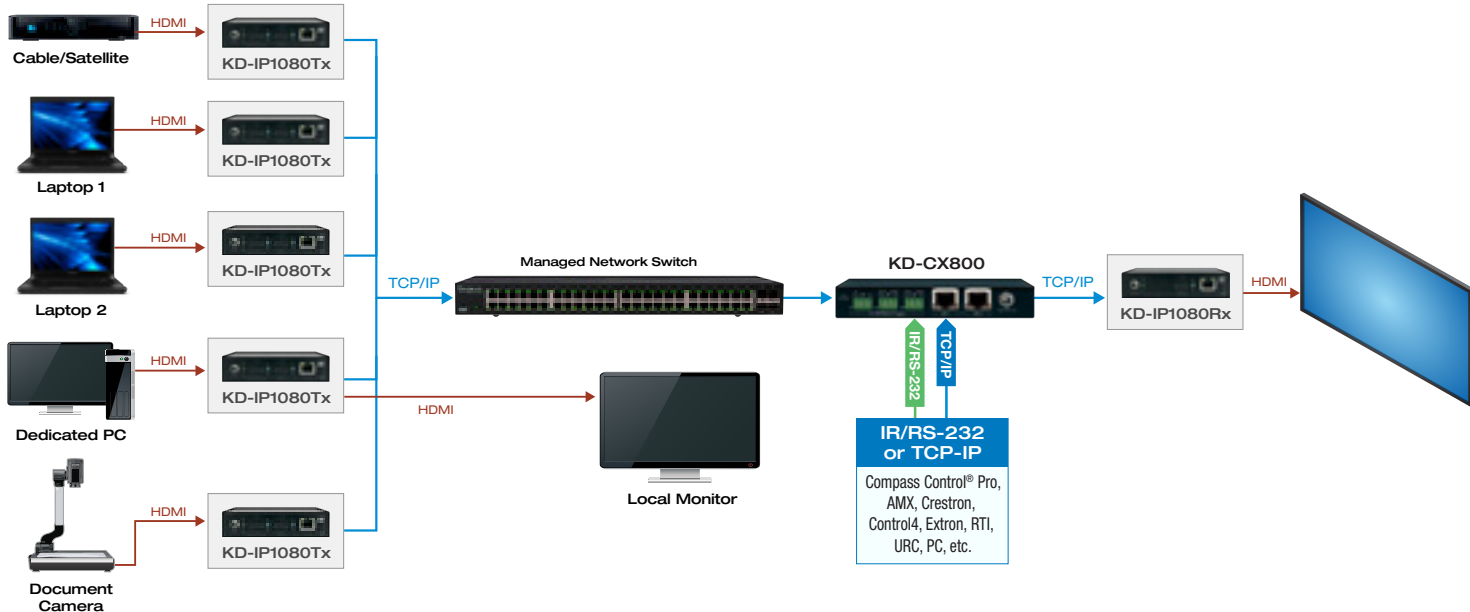 HDMI
Cable/Satellite
KD-IP1080Tx
HDMI
Laptop 1
KD-IP1080Tx
HDMI
Laptop 2
KD-IP1080Tx
TCP/IP
Managed Network Switch
KD-CX800
TCP/IP
HDMI
KD-IP1080Rx
HDMI
Dedicated PC
KD-IP1080Tx
HDMI
Local Monitor
IR/RS-232
TCP/IP
IR/RS-232
or TCP-IP
Compass Control® Pro,
AMX, Crestron,
Control4, Extron, RTI,
URC, PC, etc.
HDMI
KD-IP1080Tx
Document
Camera